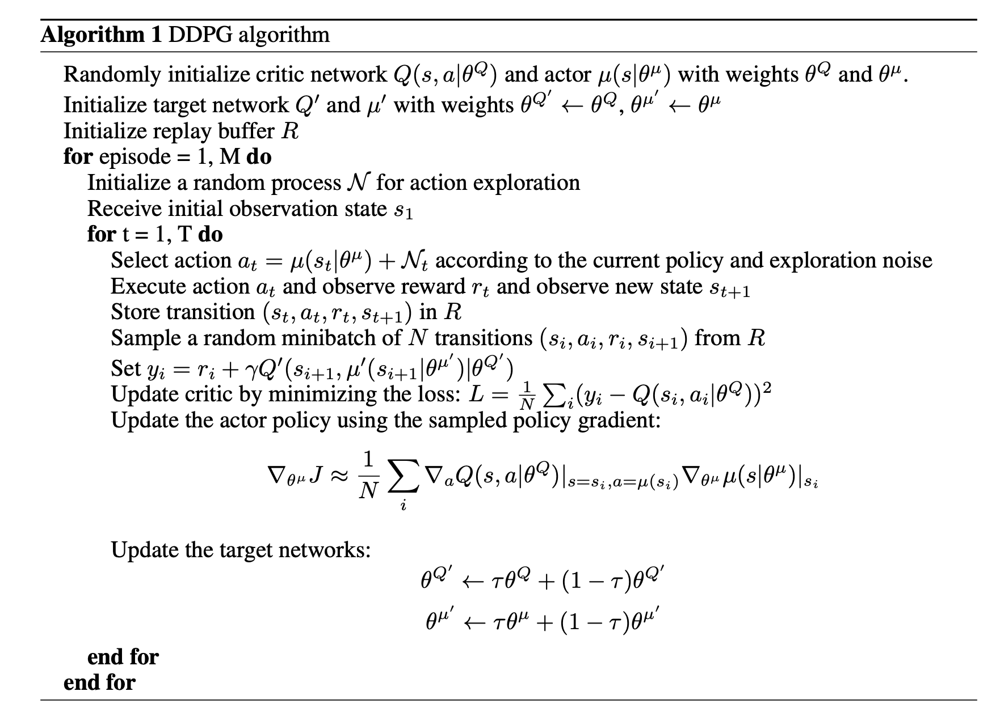 Algorithm 1 DDPG algorithm
Randomly initialize critic network $Q(s, a|\theta^Q)$ and actor $\mu(s|\theta^\mu)$ with weights $\theta^Q$ and $\theta^\mu$.
Initialize target network $Q'$ and $\mu'$ with weights $\theta^{Q'} \leftarrow \theta^Q$, $\theta^{\mu'} \leftarrow \theta^\mu$
Initialize replay buffer $R$
for episode = 1, M do
Initialize a random process $\mathcal{N}$ for action exploration
Receive initial observation state $s_1$
for t = 1, T do
Select action $a_t = \mu(s_t|\theta^\mu) + \mathcal{N}_t$ according to the current policy and exploration noise
Execute action $a_t$ and observe reward $r_t$ and observe new state $s_{t+1}$
Store transition $(s_t, a_t, r_t, s_{t+1})$ in $R$
Sample a random minibatch of $N$ transitions $(s_i, a_i, r_i, s_{i+1})$ from $R$
Set $y_i = r_i + \gamma Q'(s_{i+1}, \mu'(s_{i+1}|\theta^{\mu'})|\theta^{Q'})$
Update critic by minimizing the loss: $L = \frac{1}{N} \sum_i (y_i - Q(s_i, a_i|\theta^Q))^2$
Update the actor policy using the sampled policy gradient:
$\nabla_{\theta^\mu} J \approx \frac{1}{N} \sum_i \nabla_a Q(s, a|\theta^Q)|_{s=s_i, a=\mu(s_i)} \nabla_{\theta^\mu} \mu(s|\theta^\mu)|_{s_i}$
Update the target networks:
$\theta^{Q'} \leftarrow \tau\theta^Q + (1 - \tau)\theta^{Q'}$
$\theta^{\mu'} \leftarrow \tau\theta^\mu + (1 - \tau)\theta^{\mu'}$
end for
end for